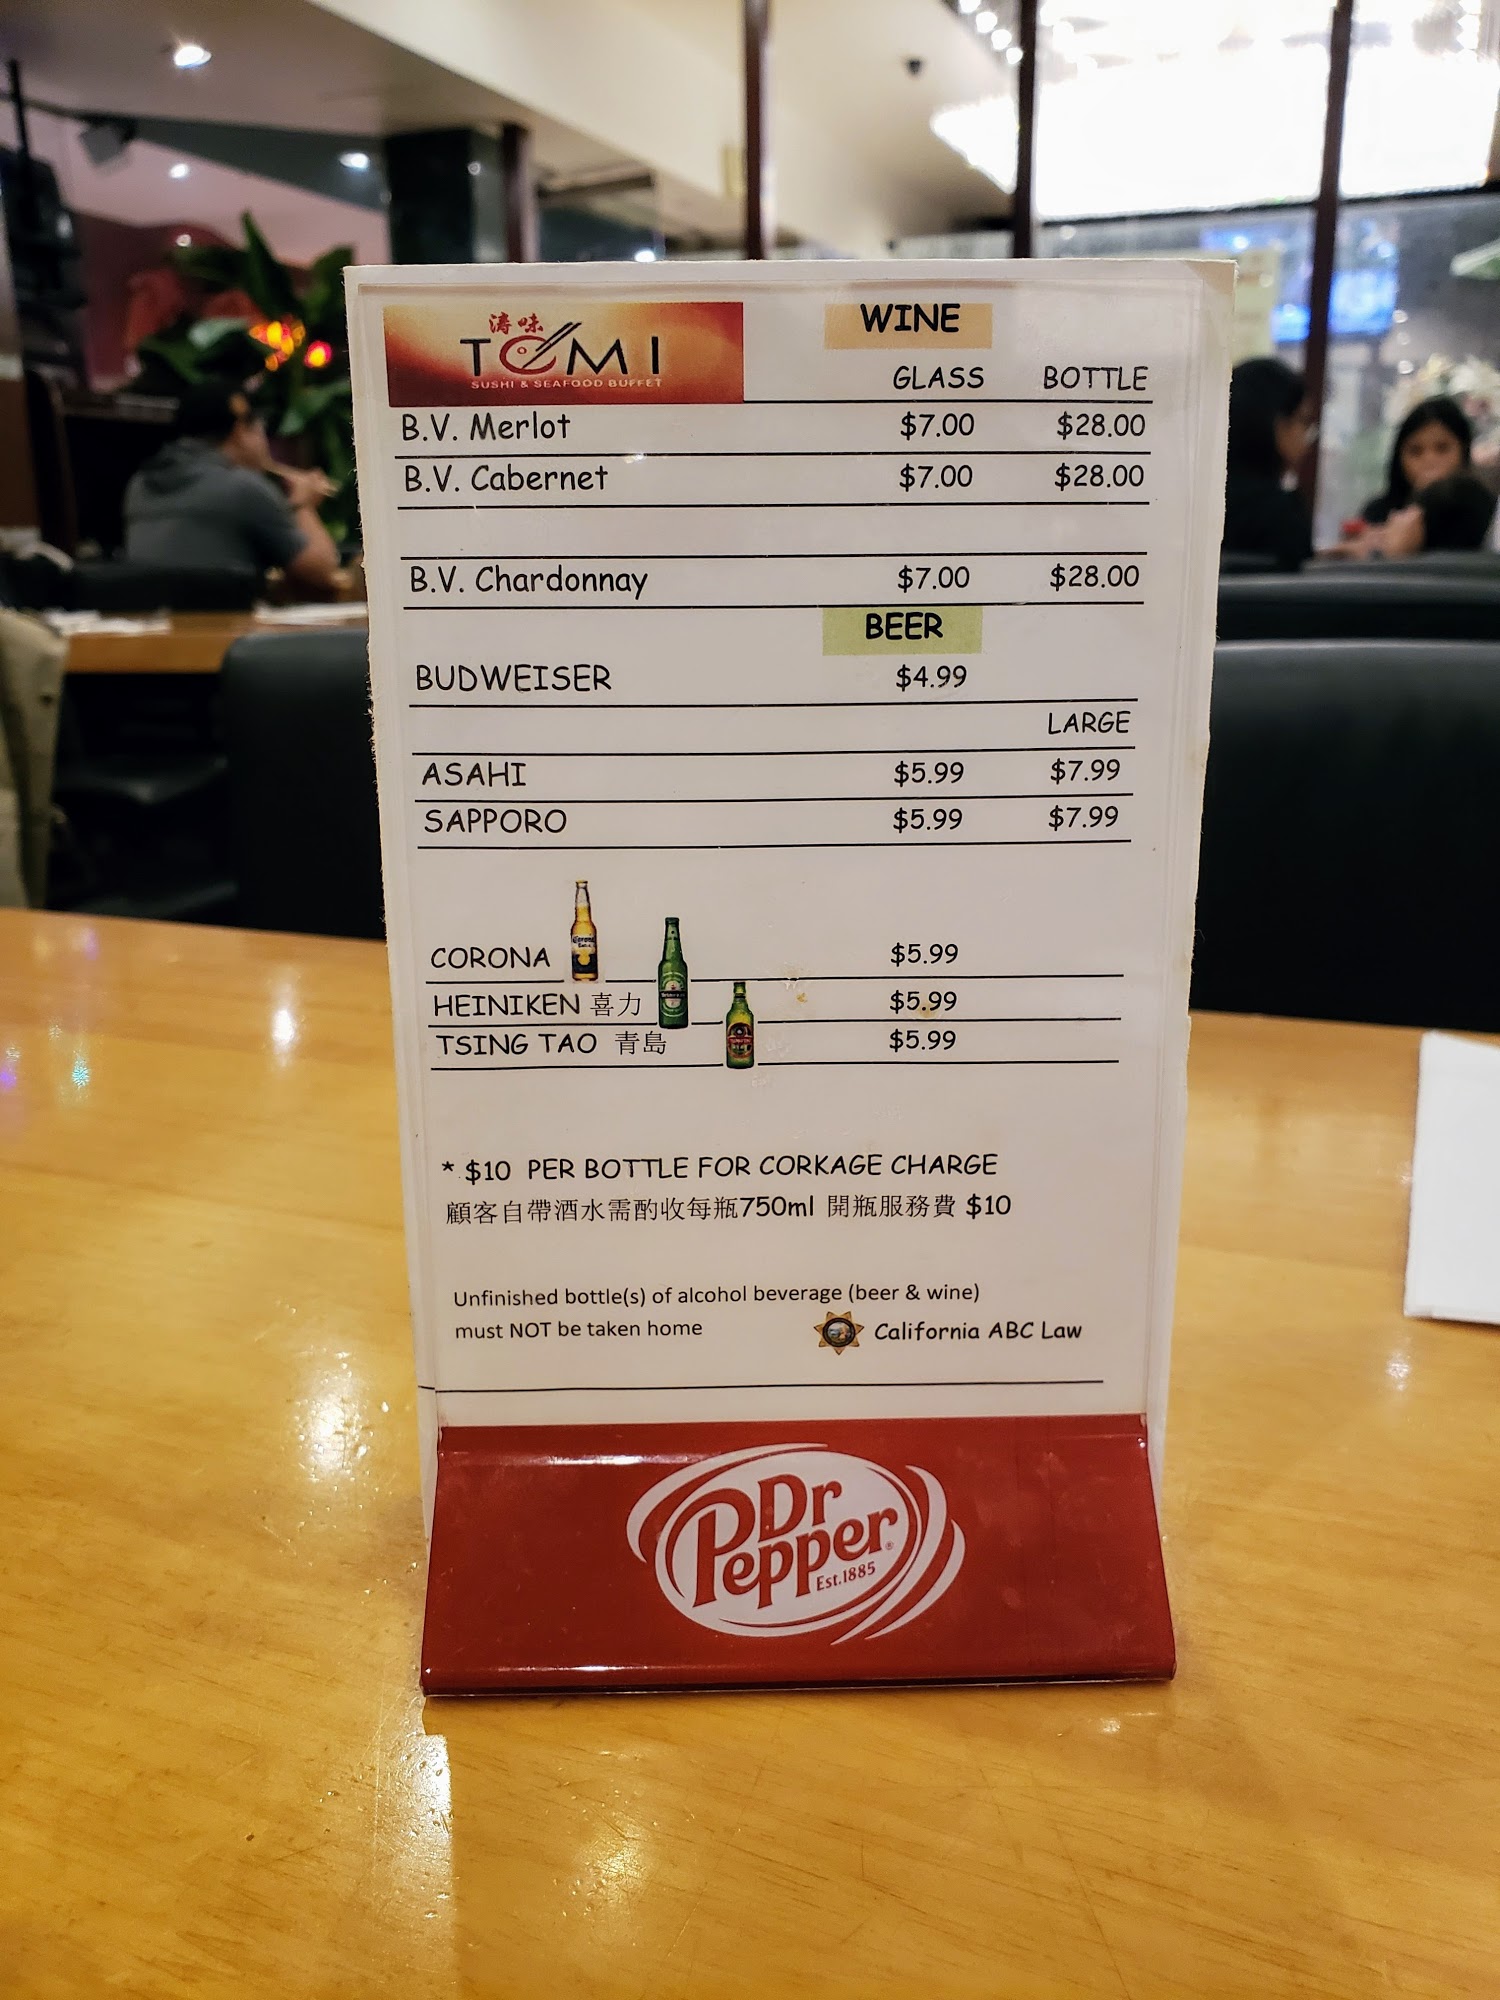 涛味
TOMI
SUSHI & SEAFOOD BUFFET
WINE
GLASS BOTTLE
B.V. Merlot $7.00 $28.00
B.V. Cabernet $7.00 $28.00
B.V. Chardonnay $7.00 $28.00
BEER
BUDWEISER $4.99
LARGE
ASAHI $5.99 $7.99
SAPPORO $5.99 $7.99
CORONA $5.99
HEINIKEN 喜力 $5.99
TSING TAO 青島 $5.99
* $10 PER BOTTLE FOR CORKAGE CHARGE
顧客自帶酒水需酌收每瓶750ml 開瓶服務費 $10
Unfinished bottle(s) of alcohol beverage (beer & wine)
must NOT be taken home California ABC Law
Dr
Pepper®
Est.1885